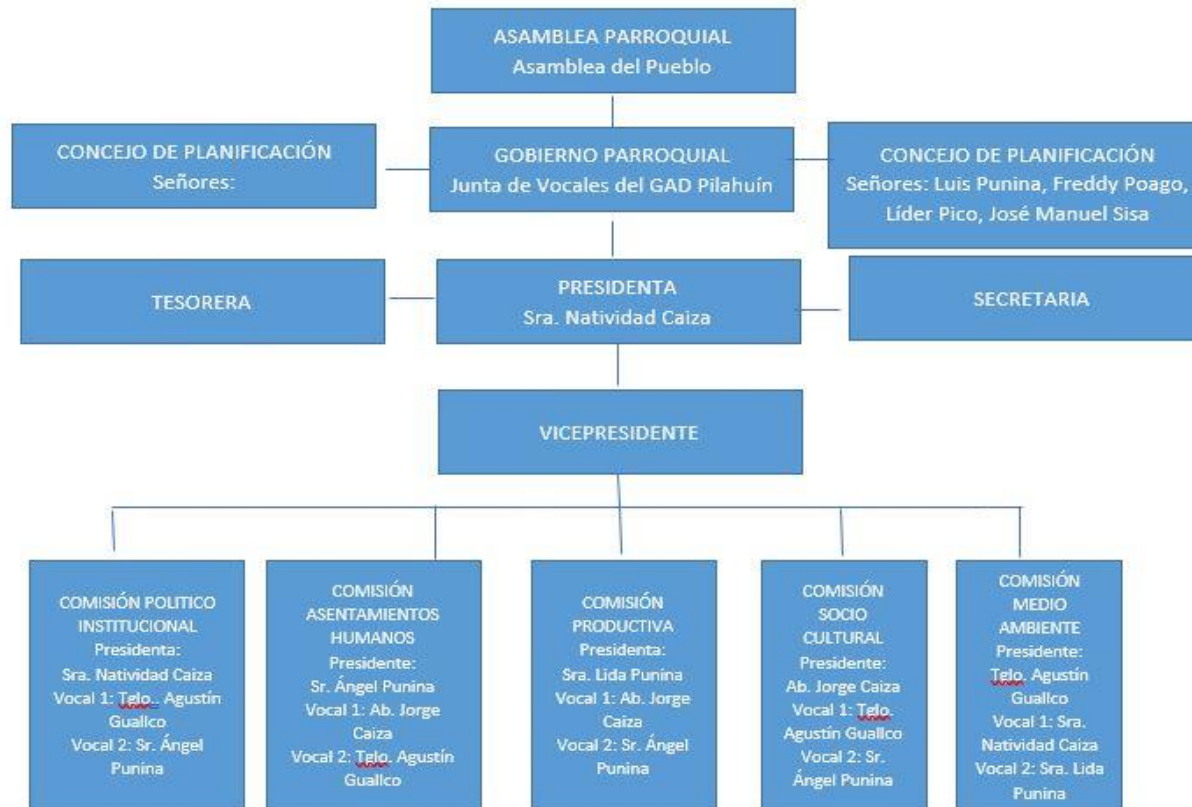 ASAMBLEA PARROQUIAL
Asamblea del Pueblo
CONCEJO DE PLANIFICACIÓN
Señores:
GOBIERNO PARROQUIAL
Junta de Vocales del GAD Pilahuín
CONCEJO DE PLANIFICACIÓN
Señores: Luis Punina, Freddy Poago,
Líder Pico, José Manuel Sisa
TESORERA
PRESIDENTA
Sra. Natividad Caiza
SECRETARIA
VICEPRESIDENTE
COMISIÓN POLITICO
INSTITUCIONAL
Presidenta:
Sra. Natividad Caiza
Vocal 1: Tglo.. Agustín
Guallco
Vocal 2: Sr. Ángel
Punina
COMISIÓN
ASENTAMIENTOS
HUMANOS
Presidente:
Sr. Ángel Punina
Vocal 1: Ab. Jorge
Caiza
Vocal 2: Tglo. Agustín
Guallco
COMISIÓN
PRODUCTIVA
Presidenta:
Sra. Lida Punina
Vocal 1: Ab. Jorge
Caiza
Vocal 2: Sr. Ángel
Punina
COMISIÓN
SOCIO
CULTURAL
Presidente:
Ab. Jorge Caiza
Vocal 1: Tglo.
Agustín Guallco
Vocal 2: Sr.
Ángel Punina
COMISIÓN
MEDIO
AMBIENTE
Presidente:
Tglo. Agustín
Guallco
Vocal 1: Sra.
Natividad Caiza
Vocal 2: Sra. Lida
Punina